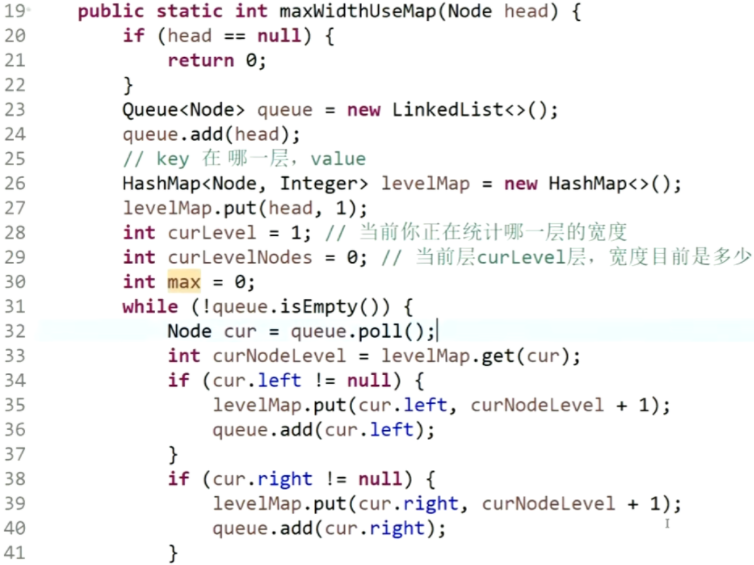 19 public static int maxWidthUseMap(Node head) {
20 if (head == null) {
21 return 0;
22 }
23 Queue<Node> queue = new LinkedList<>();
24 queue.add(head);
25 // key 在 哪一层，value
26 HashMap<Node, Integer> levelMap = new HashMap<>();
27 levelMap.put(head, 1);
28 int curLevel = 1; // 当前你正在统计哪一层的宽度
29 int curLevelNodes = 0; // 当前层curLevel层，宽度目前是多少
30 int max = 0;
31 while (!queue.isEmpty()) {
32 Node cur = queue.poll();
33 int curNodeLevel = levelMap.get(cur);
34 if (cur.left != null) {
35 levelMap.put(cur.left, curNodeLevel + 1);
36 queue.add(cur.left);
37 }
38 if (cur.right != null) {
39 levelMap.put(cur.right, curNodeLevel + 1);
40 queue.add(cur.right);
41 }